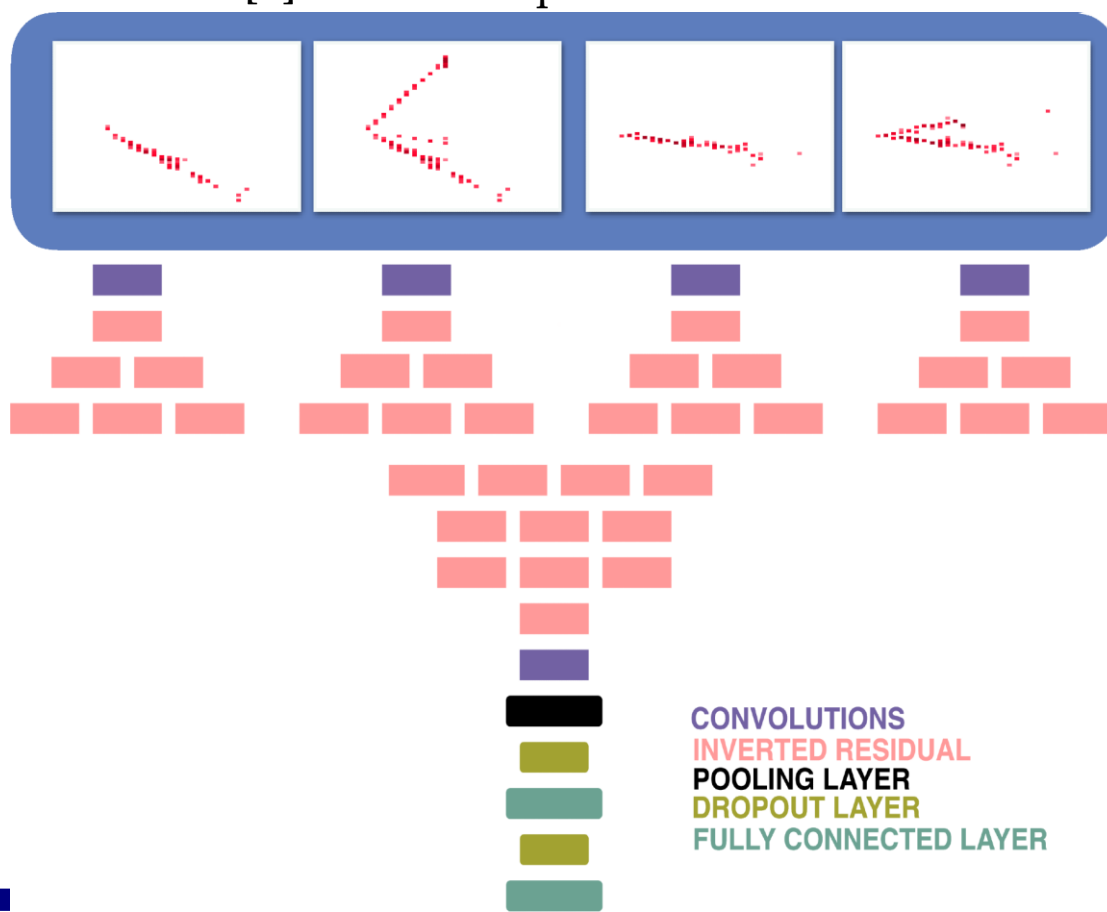 CONVOLUTIONS
INVERTED RESIDUAL
POOLING LAYER
DROPOUT LAYER
FULLY CONNECTED LAYER